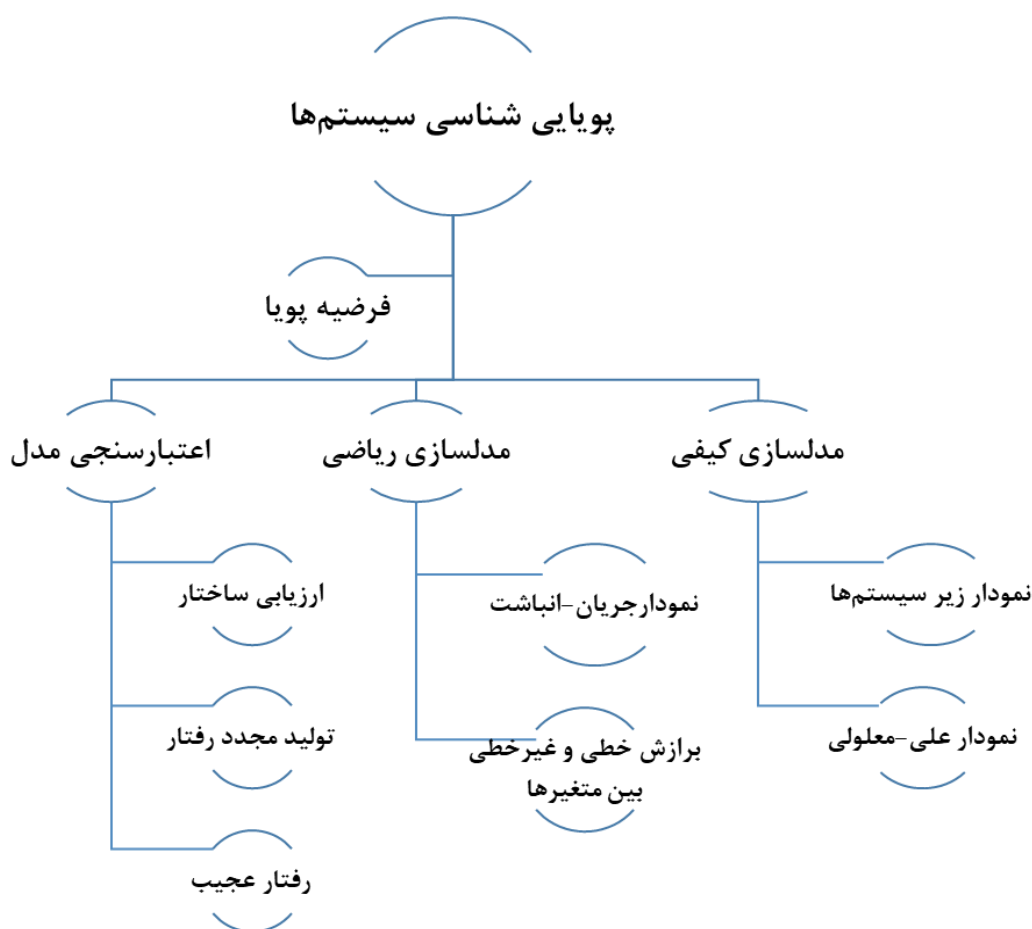 پویایی شناسی سیستم‌ها
فرضیه پویا
مدلسازی کیفی
مدلسازی ریاضی
اعتبارسنجی مدل
نمودار زیر سیستم‌ها
نمودار علی-معلولی
نمودارجریان-انباشت
برازش خطی و غیرخطی
بین متغیرها
ارزیابی ساختار
تولید مجدد رفتار
رفتار عجیب